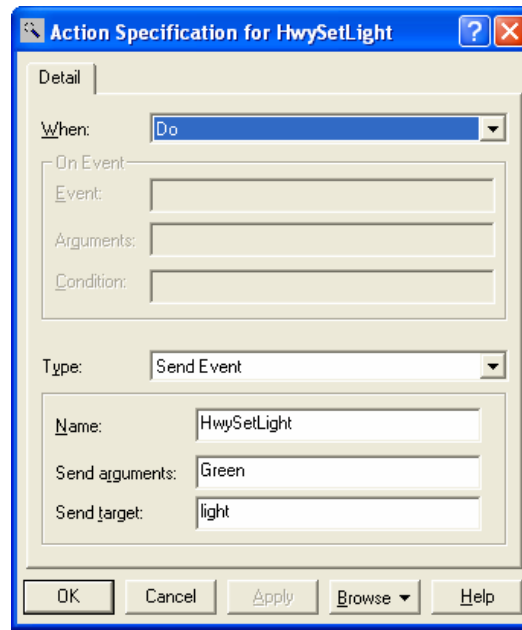 Action Specification for HwySetLight
Detail
When: Do
On Event
Event:
Arguments:
Condition:
Type: Send Event
Name: HwySetLight
Send arguments: Green
Send target: light
OK Cancel Apply Browse Help